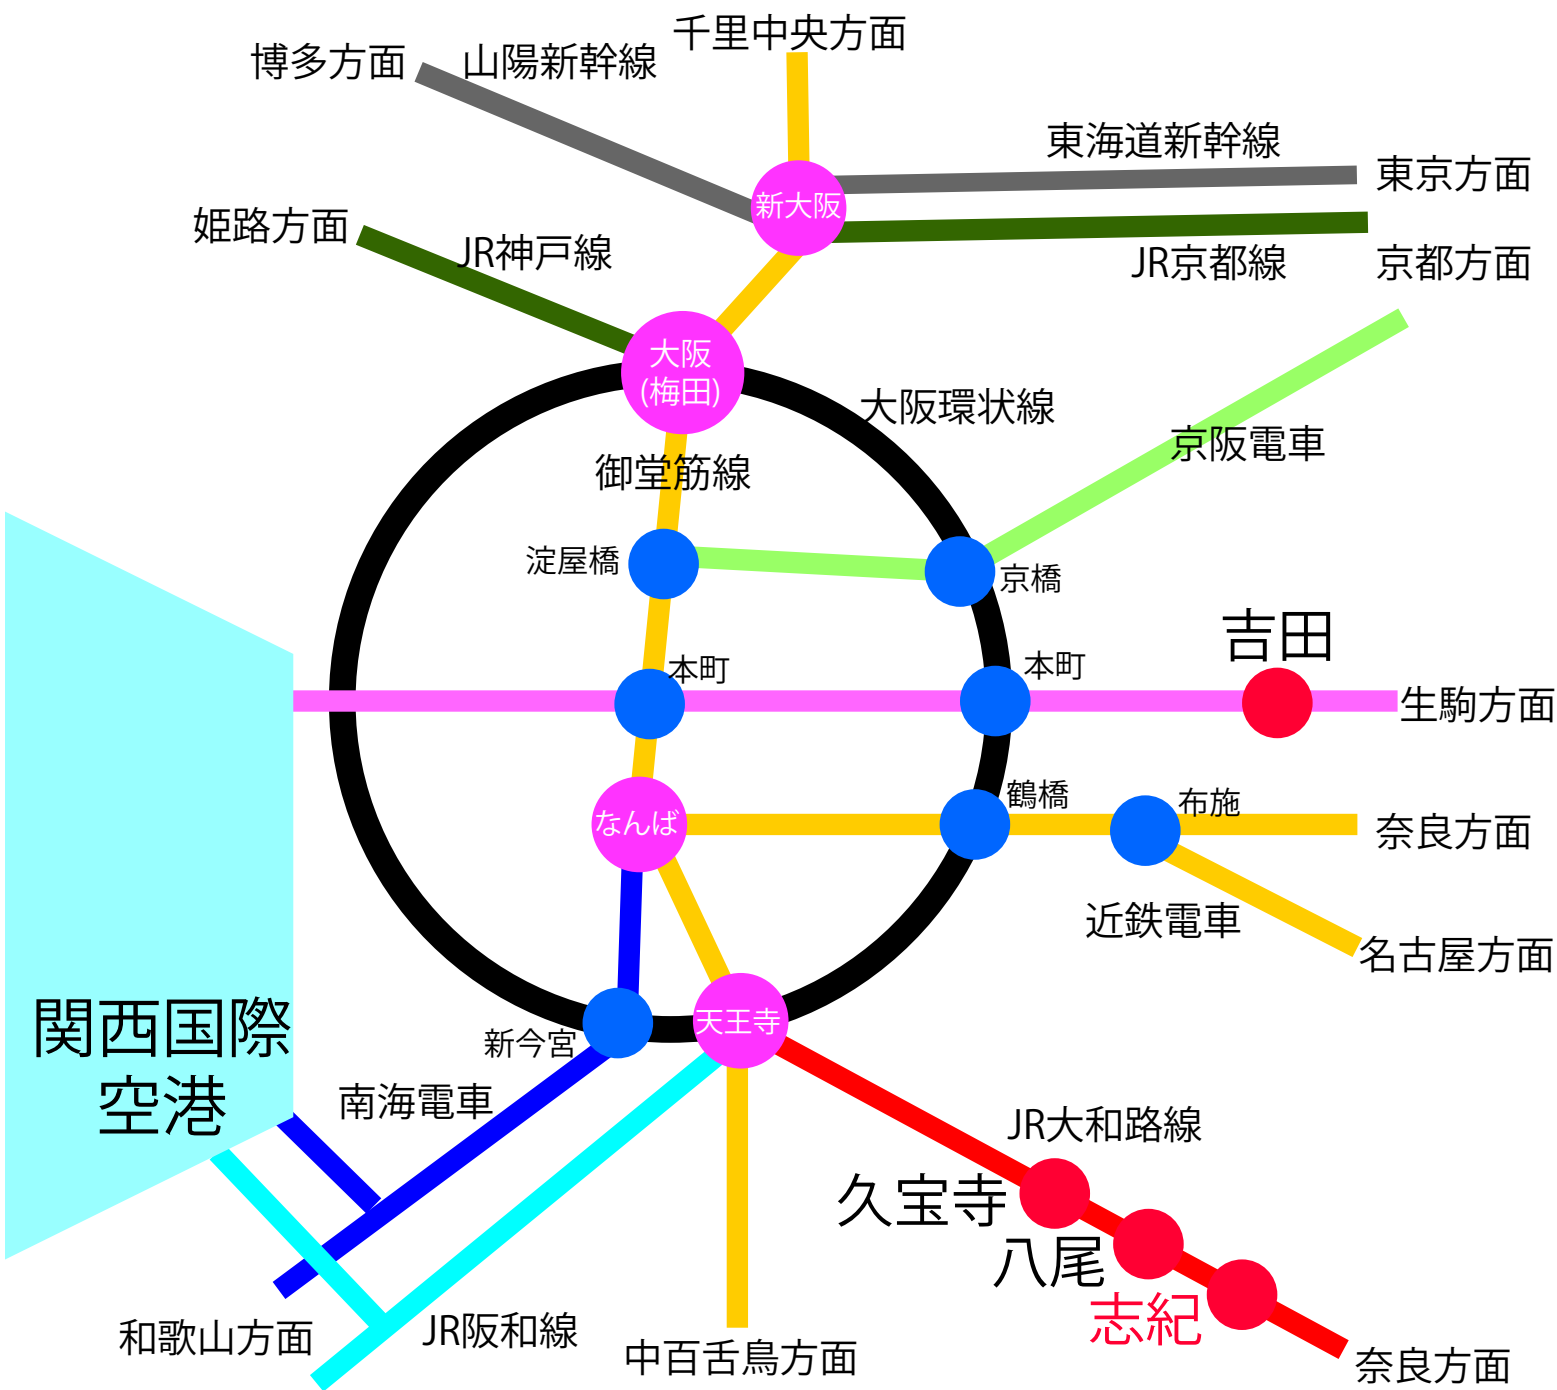 千里中央方面
博多方面
山陽新幹線
東海道新幹線
東京方面
新大阪
姫路方面
JR神戸線
JR京都線
京都方面
大阪
(梅田)
大阪環状線
京阪電車
御堂筋線
淀屋橋
京橋
吉田
本町
本町
生駒方面
なんば
鶴橋
布施
奈良方面
近鉄電車
名古屋方面
関西国際
空港
新今宮
天王寺
南海電車
JR大和路線
久宝寺
八尾
志紀
和歌山方面
JR阪和線
中百舌鳥方面
奈良方面